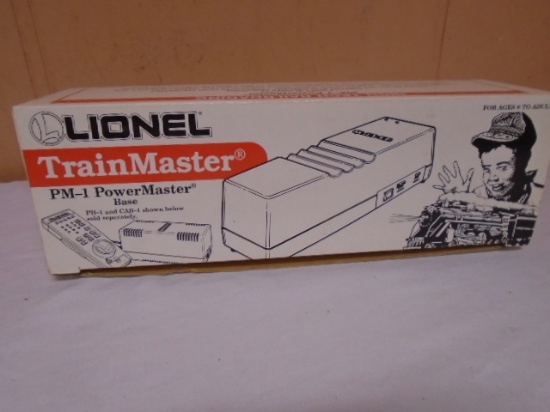 LIONEL
FOR AGES 8 TO ADULT
TrainMaster®
PM-1 PowerMaster®
Base
PH-1 and CAB-1 shown below
sold separately.
LIONEL